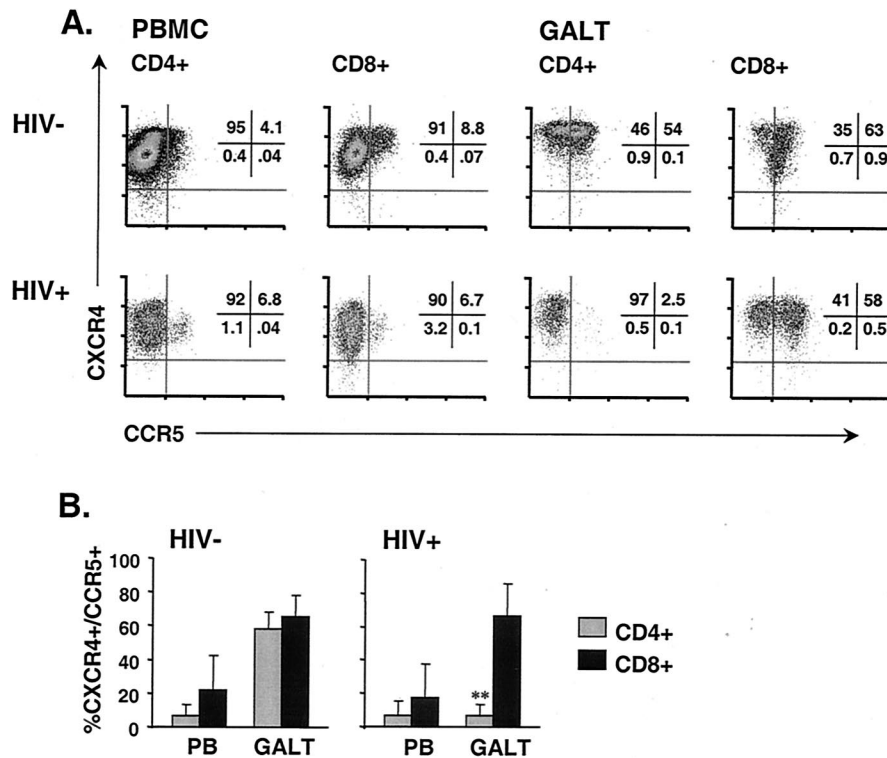 A.
PBMC
GALT
CD4+ CD8+ CD4+ CD8+
HIV-
95 4.1
0.4 .04
91 8.8
0.4 .07
46 54
0.9 0.1
35 63
0.7 0.9
HIV+
92 6.8
1.1 .04
90 6.7
3.2 0.1
97 2.5
0.5 0.1
41 58
0.2 0.5
CXCR4
CCR5
B.
HIV-
HIV+
%CXCR4+/CCR5+
100
80
60
40
20
0
**
PB GALT
PB GALT
CD4+
CD8+